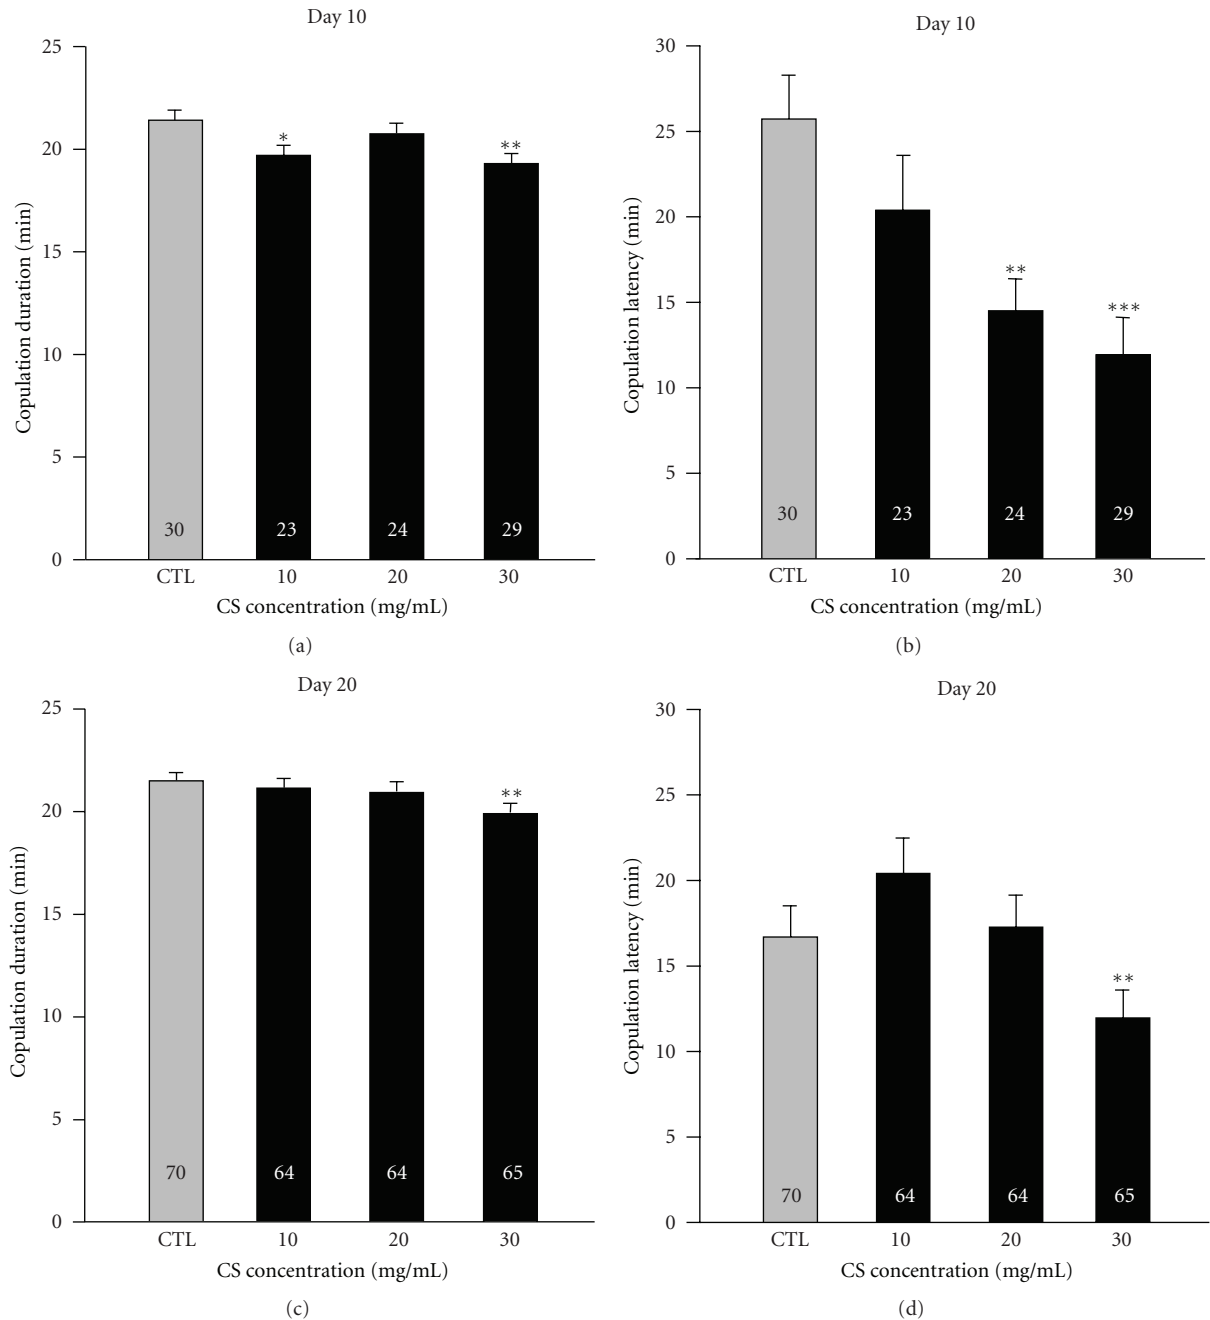 Day 10
25
20
15
10
5
0
Copulation duration (min)
*
**
30 23 24 29
CTL 10 20 30
CS concentration (mg/mL)
(a)
Day 10
30
25
20
15
10
5
0
Copulation latency (min)
**
***
30 23 24 29
CTL 10 20 30
CS concentration (mg/mL)
(b)
Day 20
25
20
15
10
5
0
Copulation duration (min)
**
70 64 64 65
CTL 10 20 30
CS concentration (mg/mL)
(c)
Day 20
30
25
20
15
10
5
0
Copulation latency (min)
**
70 64 64 65
CTL 10 20 30
CS concentration (mg/mL)
(d)